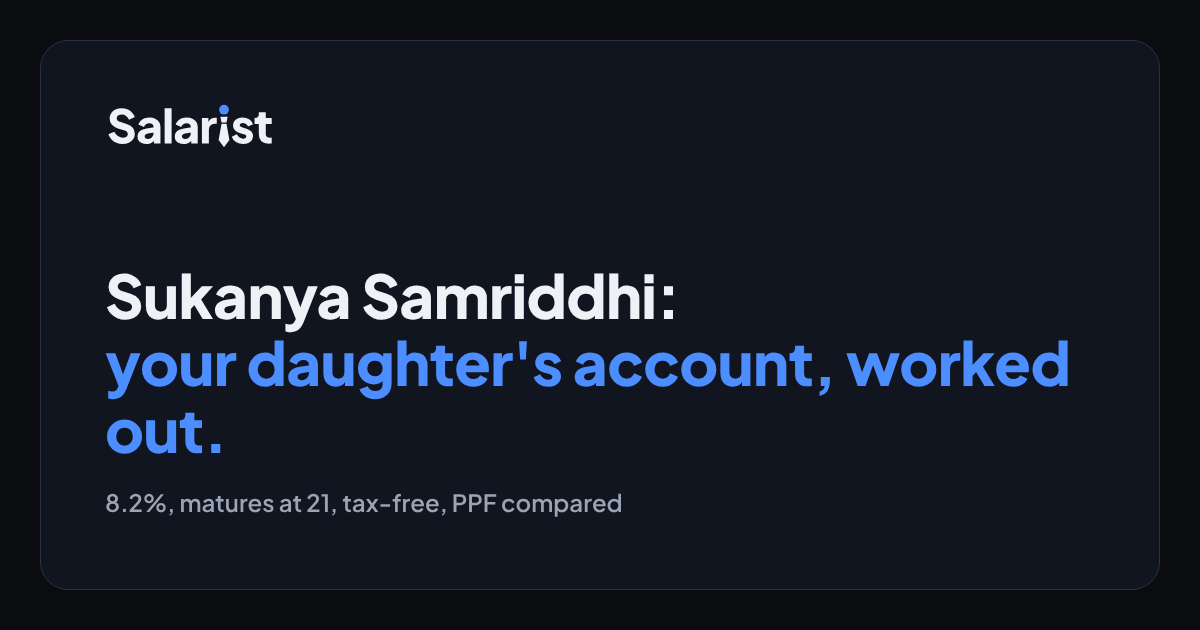 Salarist
Sukanya Samriddhi:
your daughter's account, worked
out.
8.2%, matures at 21, tax-free, PPF compared